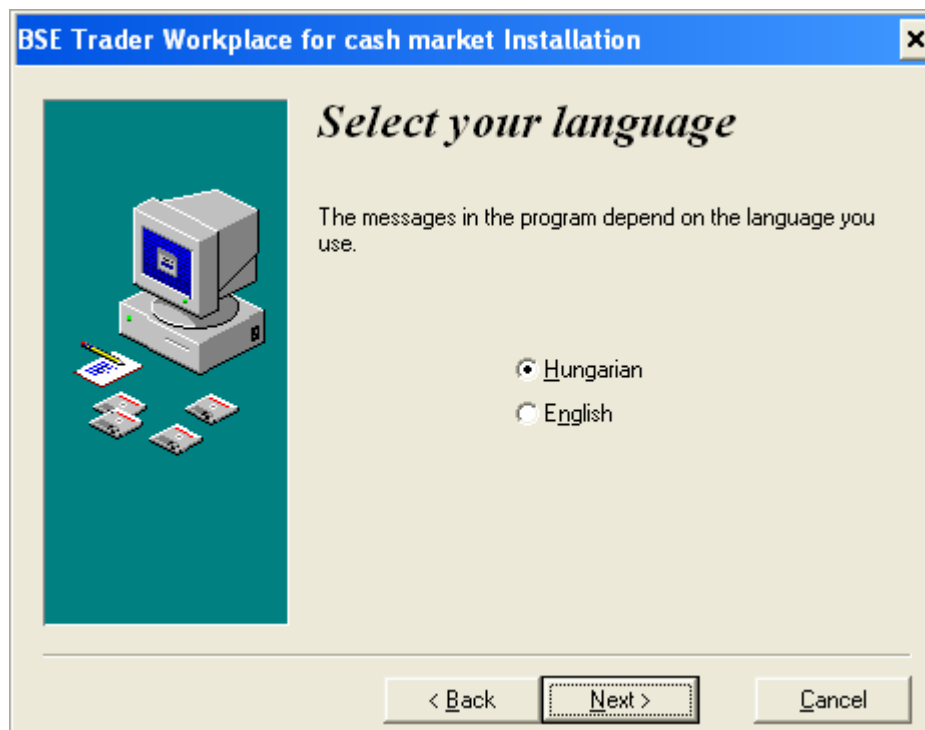 BSE Trader Workplace for cash market Installation
Select your language
The messages in the program depend on the language you
use.
Hungarian
English
< Back
Next >
Cancel